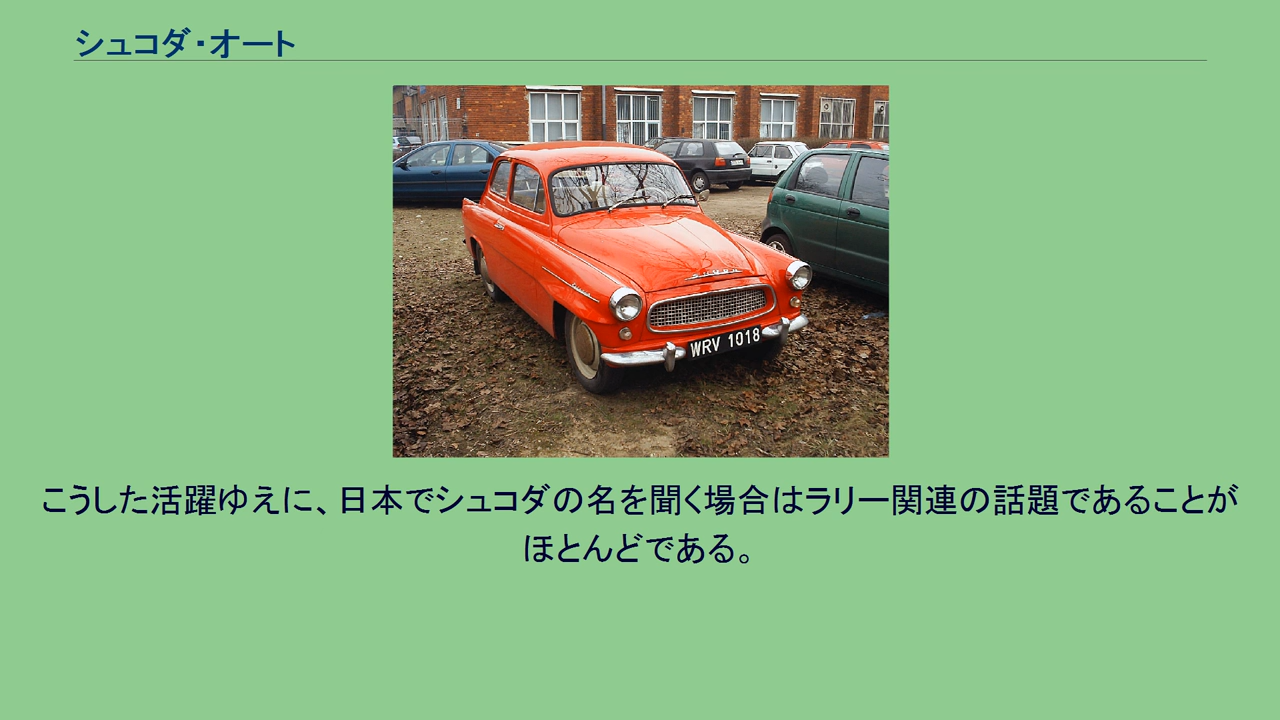 シュコダ・オート
WRV 1018
こうした活躍ゆえに、日本でシュコダの名を聞く場合はラリー関連の話題であることが
ほとんどである。